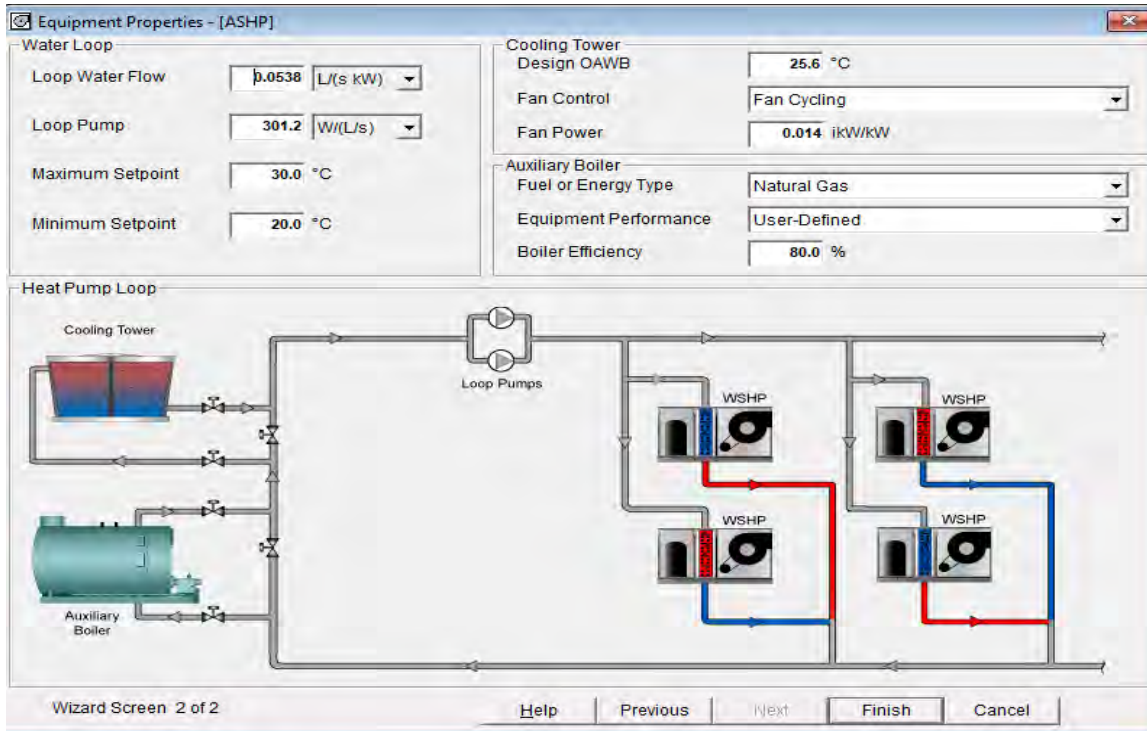 Equipment Properties - [ASHP]
Water Loop
Loop Water Flow 0.0538 L/(s kW)
Loop Pump 301.2 W/(L/s)
Maximum Setpoint 30.0 °C
Minimum Setpoint 20.0 °C
Cooling Tower
Design OAWB 25.6 °C
Fan Control Fan Cycling
Fan Power 0.014 ikW/kW
Auxiliary Boiler
Fuel or Energy Type Natural Gas
Equipment Performance User-Defined
Boiler Efficiency 80.0 %
Heat Pump Loop
Cooling Tower
Loop Pumps
WSHP
WSHP
WSHP
WSHP
Auxiliary
Boiler
Wizard Screen 2 of 2
Help Previous Next Finish Cancel